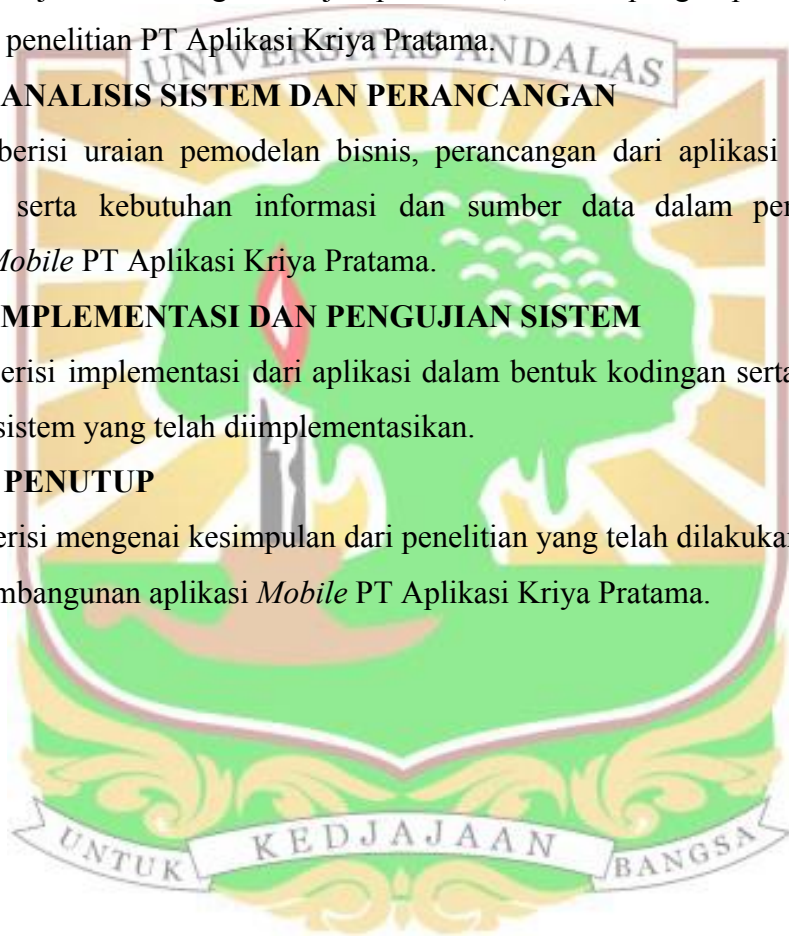 penelitian PT Aplikasi Kriya Pratama.
UNIVERSITAS ANDALAS
ANALISIS SISTEM DAN PERANCANGAN
berisi uraian pemodelan bisnis, perancangan dari aplikasi
serta kebutuhan informasi dan sumber data dalam
Mobile PT Aplikasi Kriya Pratama.
MPLEMENTASI DAN PENGUJIAN SISTEM
erisi implementasi dari aplikasi dalam bentuk kodingan serta
sistem yang telah diimplementasikan.
PENUTUP
erisi mengenai kesimpulan dari penelitian yang telah dilakukan
mbangunan aplikasi Mobile PT Aplikasi Kriya Pratama.
UNTUK KEDJAJAAN BANGSA